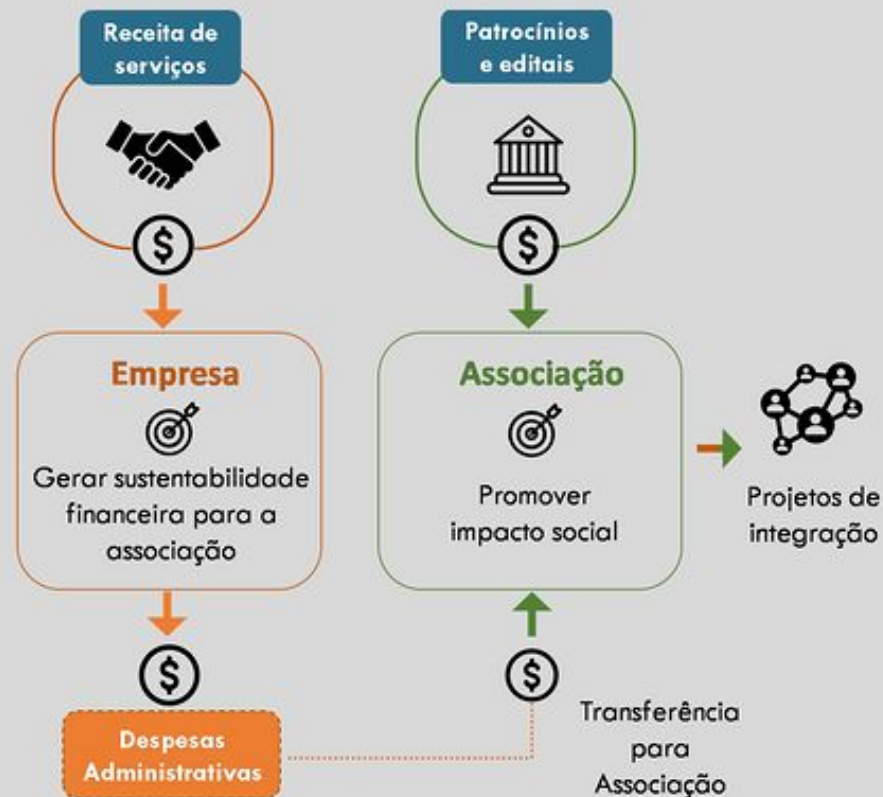 Receita de
serviços
Patrocínios
e editais
$
$
Empresa
Gerar sustentabilidade
financeira para a
associação
Associação
Promover
impacto social
Projetos de
integração
$
$
Despesas
Administrativas
Transferência
para
Associação